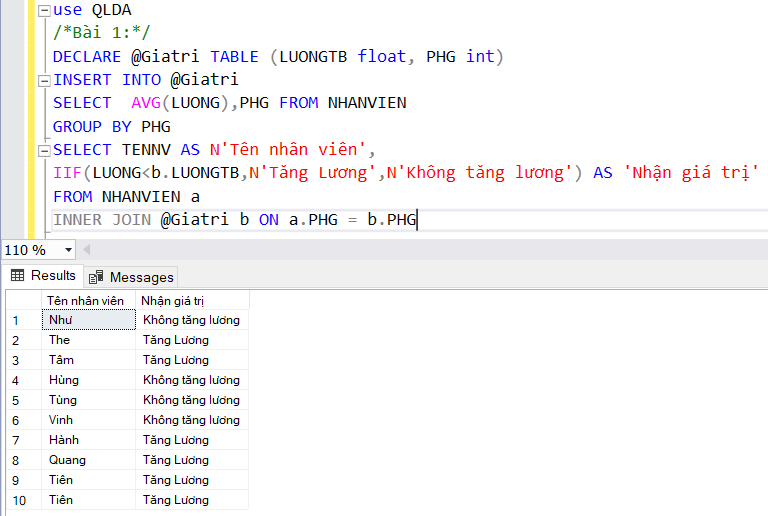 use QLDA
/*Bài 1:*/
DECLARE @Giatri TABLE (LUONGTB float, PHG int)
INSERT INTO @Giatri
SELECT  AVG(LUONG),PHG FROM NHANVIEN
GROUP BY PHG
SELECT TENNV AS N'Tên nhân viên',
IIF(LUONG<b.LUONGTB,N'Tăng Lương',N'Không tăng lương') AS 'Nhận giá trị'
FROM NHANVIEN a
INNER JOIN @Giatri b ON a.PHG = b.PHG
110 %
Results Messages
Tên nhân viên Nhận giá trị
1 Như Không tăng lương
2 The Tăng Lương
3 Tâm Tăng Lương
4 Hùng Không tăng lương
5 Tùng Không tăng lương
6 Vinh Không tăng lương
7 Hành Tăng Lương
8 Quang Tăng Lương
9 Tiên Tăng Lương
10 Tiên Tăng Lương